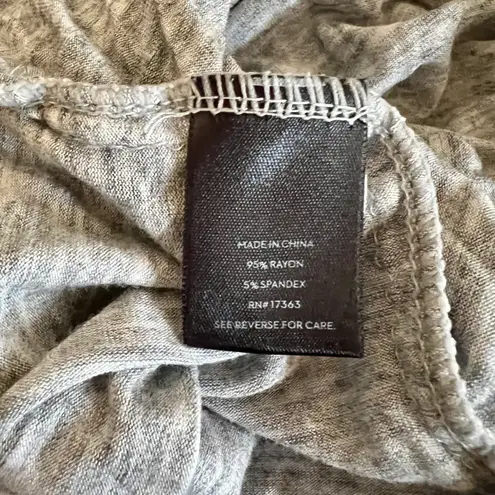 MADE IN CHINA
95% RAYON
5% SPANDEX
RN# 17363
SEE REVERSE FOR CARE.